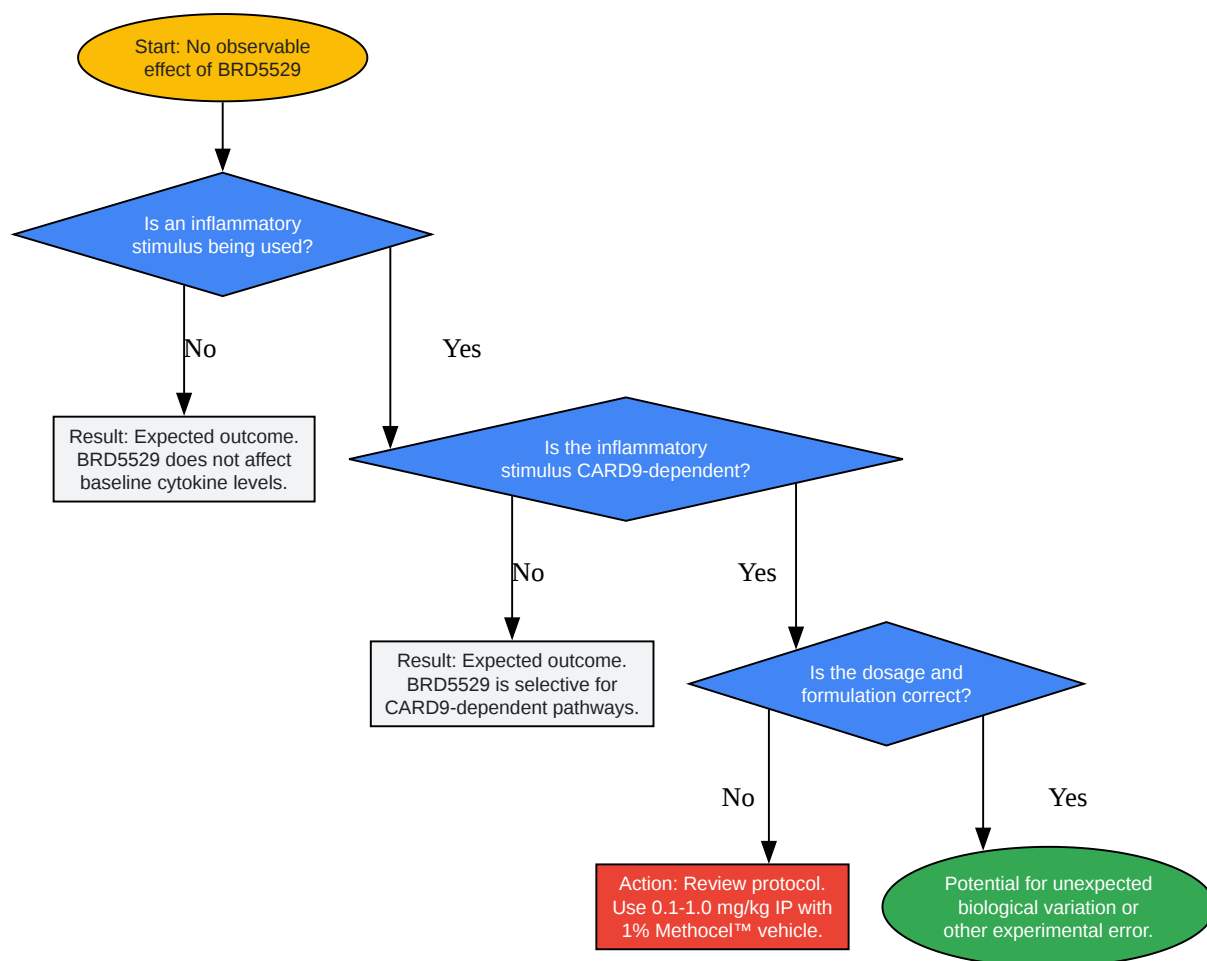 Start: No observable
effect of BRD5529
Is an inflammatory
stimulus being used?
No
Yes
Result: Expected outcome.
BRD5529 does not affect
baseline cytokine levels.
Is the inflammatory
stimulus CARD9-dependent?
No
Yes
Result: Expected outcome.
BRD5529 is selective for
CARD9-dependent pathways.
Is the dosage and
formulation correct?
No
Yes
Action: Review protocol.
Use 0.1-1.0 mg/kg IP with
1% Methocel™ vehicle.
Potential for unexpected
biological variation or
other experimental error.